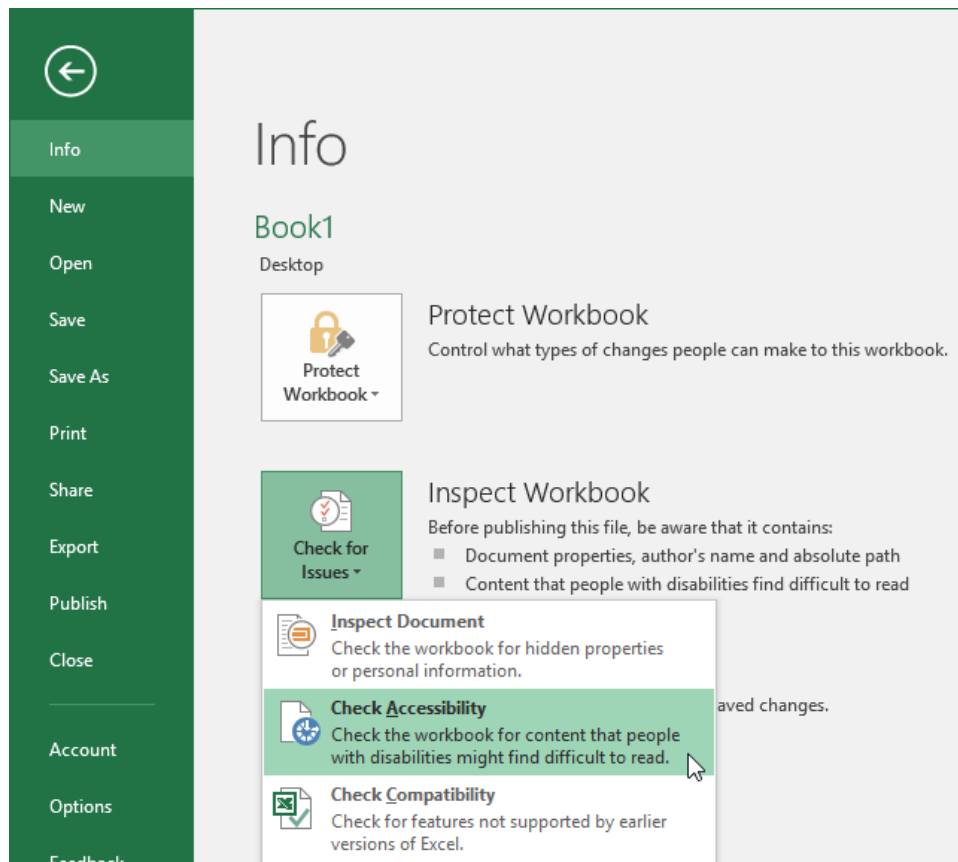 Info
New
Open
Save
Save As
Print
Share
Export
Publish
Close
Account
Options
Feedback
Info
Book1
Desktop
Protect
Workbook
Protect Workbook
Control what types of changes people can make to this workbook.
Check for
Issues
Inspect Workbook
Before publishing this file, be aware that it contains:
Document properties, author's name and absolute path
Content that people with disabilities find difficult to read
Inspect Document
Check the workbook for hidden properties
or personal information.
Check Accessibility
Check the workbook for content that people
with disabilities might find difficult to read.
aved changes.
Check Compatibility
Check for features not supported by earlier
versions of Excel.